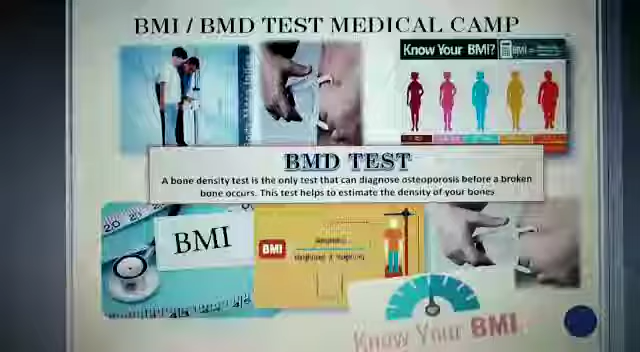 BMI / BMD TEST MEDICAL CAMP
Know Your BMI?
BMI =
BMD TEST
A bone density test is the only test that can diagnose osteoporosis before a broken
bone occurs. This test helps to estimate the density of your bones
BMI
BMI
Know Your BMI